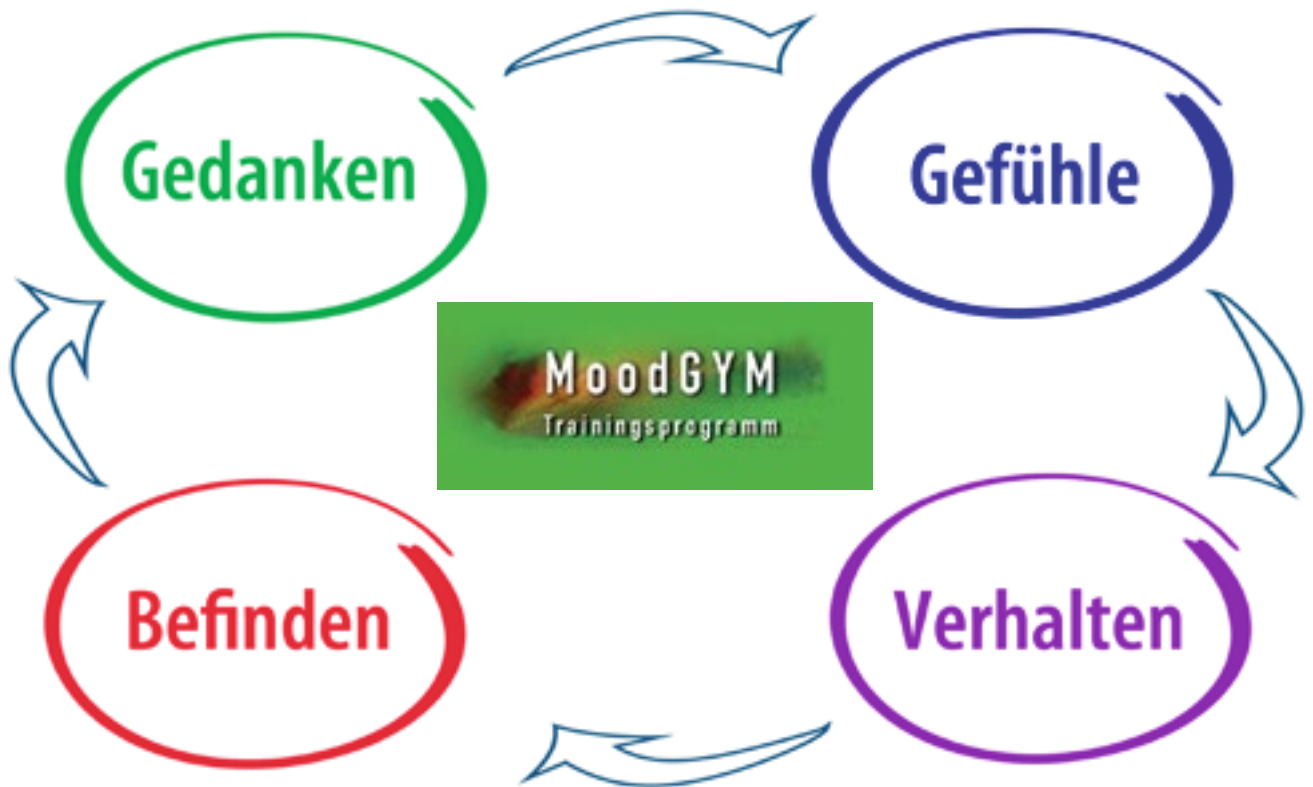 Gedanken
Gefühle
MoodGYM
Trainingsprogramm
Befinden
Verhalten